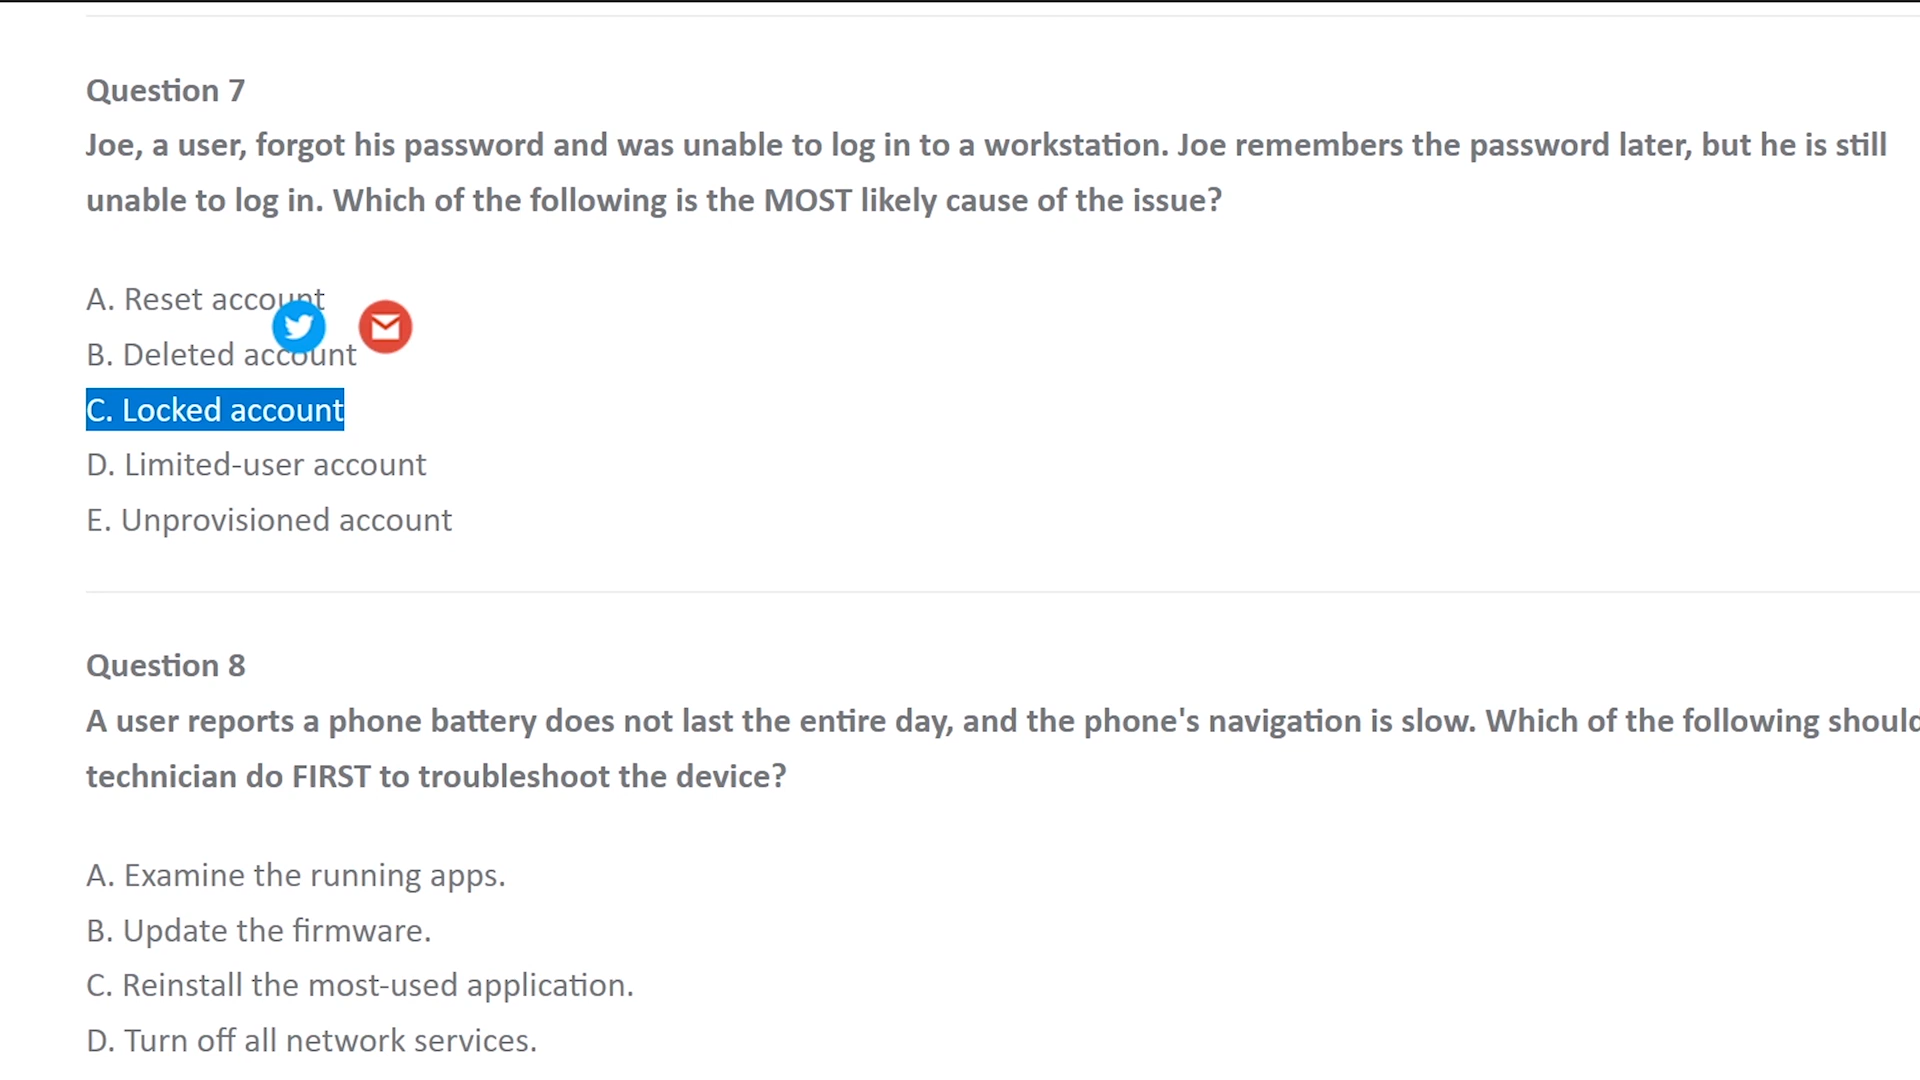 Question 7
Joe, a user, forgot his password and was unable to log in to a workstation. Joe remembers the password later, but he is still
unable to log in. Which of the following is the MOST likely cause of the issue?
A. Reset account
B. Deleted account
C. Locked account
D. Limited-user account
E. Unprovisioned account
Question 8
A user reports a phone battery does not last the entire day, and the phone's navigation is slow. Which of the following should
technician do FIRST to troubleshoot the device?
A. Examine the running apps.
B. Update the firmware.
C. Reinstall the most-used application.
D. Turn off all network services.